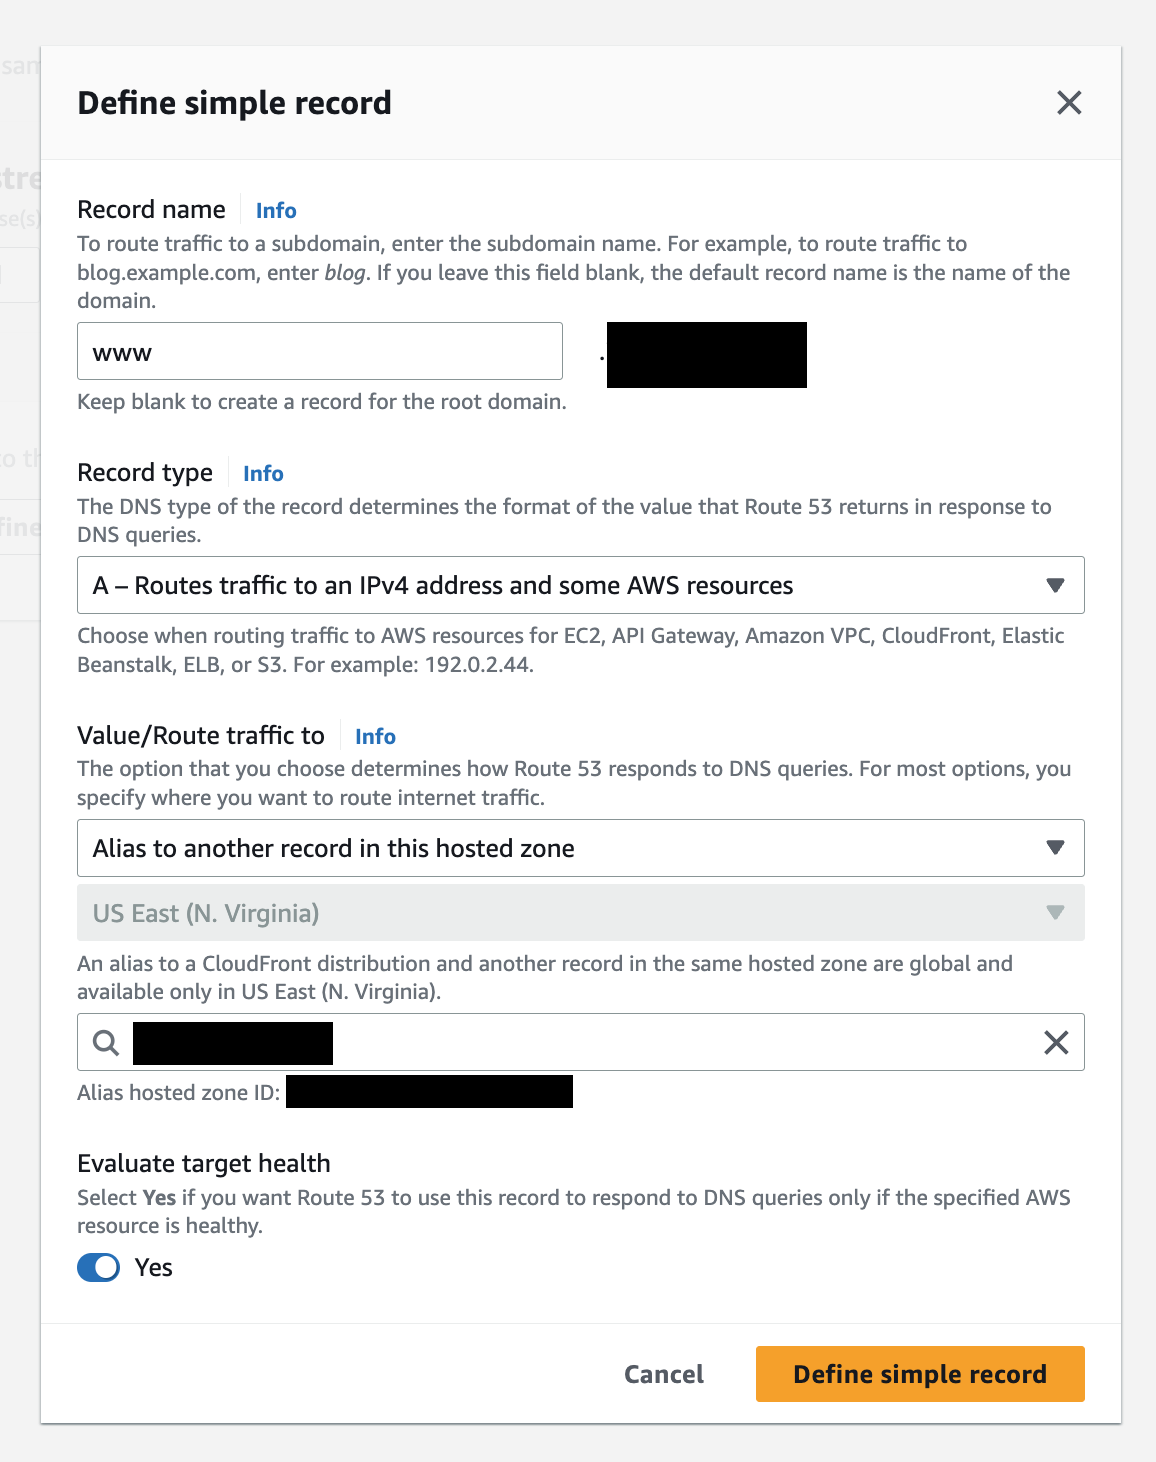 Define simple record
Record name Info
To route traffic to a subdomain, enter the subdomain name. For example, to route traffic to
blog.example.com, enter blog. If you leave this field blank, the default record name is the name of the
domain.
www .
Keep blank to create a record for the root domain.
Record type Info
The DNS type of the record determines the format of the value that Route 53 returns in response to
DNS queries.
A – Routes traffic to an IPv4 address and some AWS resources
Choose when routing traffic to AWS resources for EC2, API Gateway, Amazon VPC, CloudFront, Elastic
Beanstalk, ELB, or S3. For example: 192.0.2.44.
Value/Route traffic to Info
The option that you choose determines how Route 53 responds to DNS queries. For most options, you
specify where you want to route internet traffic.
Alias to another record in this hosted zone
US East (N. Virginia)
An alias to a CloudFront distribution and another record in the same hosted zone are global and
available only in US East (N. Virginia).
Alias hosted zone ID:
Evaluate target health
Select Yes if you want Route 53 to use this record to respond to DNS queries only if the specified AWS
resource is healthy.
Yes
Cancel Define simple record